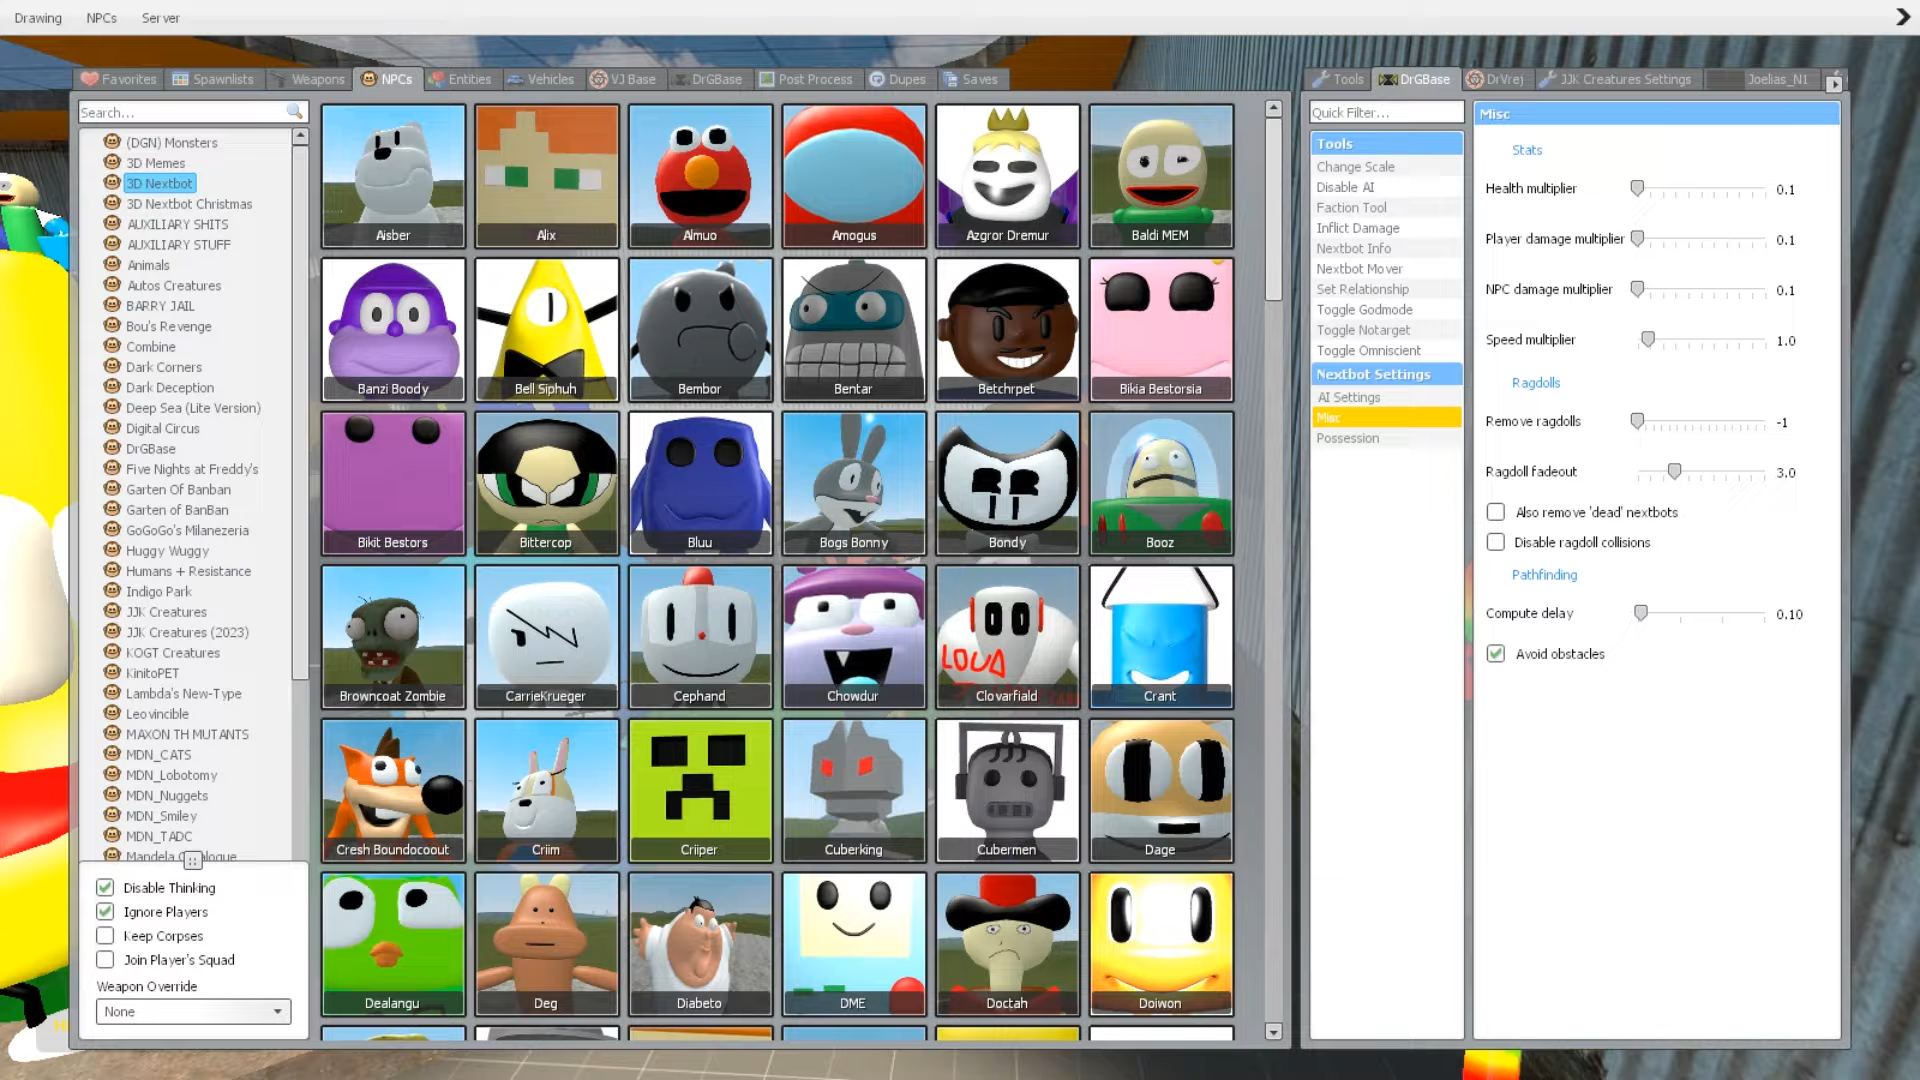 Drawing NPCs Server
Favorites Spawnlists Weapons NPCs Entities Vehicles VJ Base DrGBase Post Process Dupes Saves
Tools DrGBase DrVrej JJK Creatures Settings Joelias_N1
Search...
(DGN) Monsters
3D Memes
3D Nextbot
3D Nextbot Christmas
AUXILIARY SHITS
AUXILIARY STUFF
Animals
Autos Creatures
BARRY JAIL
Bou's Revenge
Combine
Dark Corners
Dark Deception
Deep Sea (Lite Version)
Digital Circus
DrGBase
Five Nights at Freddy's
Garten Of Banban
Garten of BanBan
GoGoGo's Milanezeria
Huggy Wuggy
Humans + Resistance
Indigo Park
JJK Creatures
JJK Creatures (2023)
KOGT Creatures
KinitoPET
Lambda's New-Type
Leovincible
MAXON TH MUTANTS
MDN_CATS
MDN_Lobotomy
MDN_Nuggets
MDN_Smiley
MDN_TADC
Disable Thinking
Ignore Players
Keep Corpses
Join Player's Squad
Weapon Override
None
Aisber Alix Almuo Amogus Azgror Dremur Baldi MEM
Banzi Boody Bell Siphuh Bembor Bentar Betchrpet Bikia Bestorsia
Bikit Bestors Bittercop Bluu Bogs Bonny Bondy Booz
LOUD
Browncoat Zombie CarrieKrueger Cephand Chowdur Clovarfiald Crant
Cresh Boundocoout Criim Criiper Cuberking Cubermen Dage
Dealangu Deg Diabeto DME Doctah Doiwon
Quick Filter...
Tools
Change Scale
Disable AI
Faction Tool
Inflict Damage
Nextbot Info
Nextbot Mover
Set Relationship
Toggle Godmode
Toggle Notarget
Toggle Omniscient
Nextbot Settings
AI Settings
Misc
Possession
Misc
Stats
Health multiplier 0.1
Player damage multiplier 0.1
NPC damage multiplier 0.1
Speed multiplier 1.0
Ragdolls
Remove ragdolls -1
Ragdoll fadeout 3.0
Also remove 'dead' nextbots
Disable ragdoll collisions
Pathfinding
Compute delay 0.10
Avoid obstacles